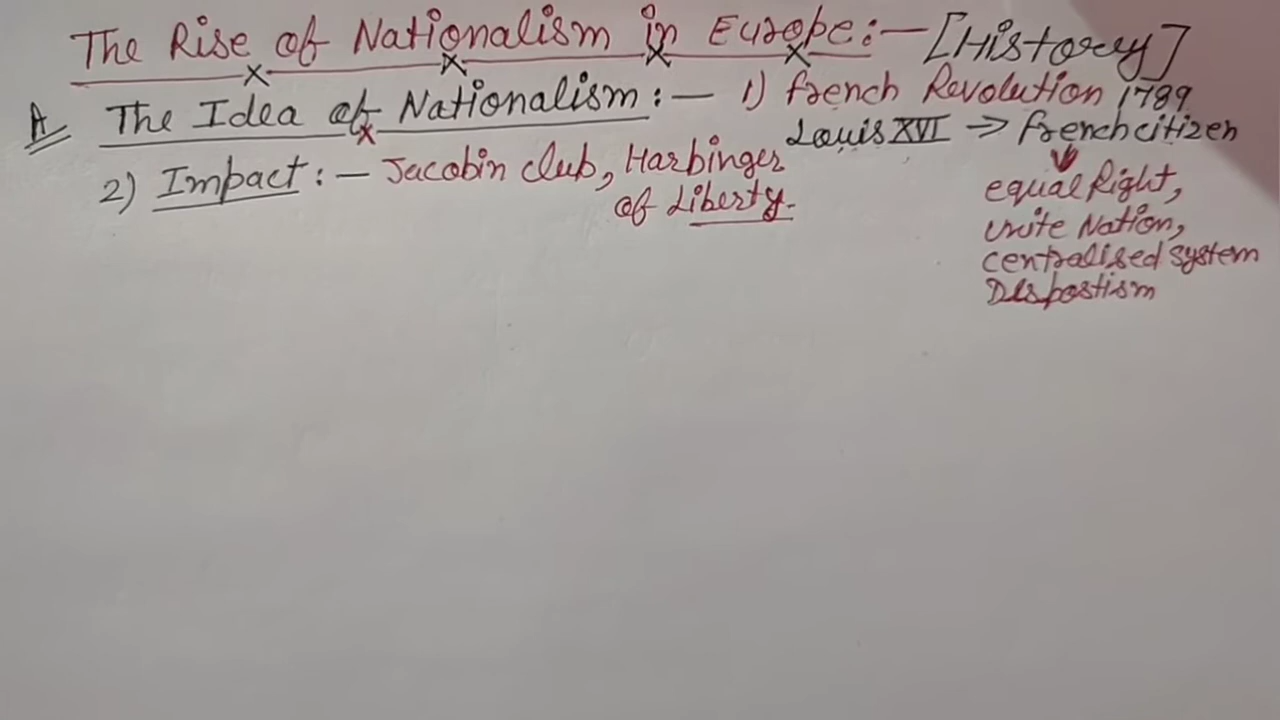 The Rise of Nationalism in Europe:- [History]
A The Idea of Nationalism :- 1) French Revolution 1789
Louis XVI ⇒ French citizen
2) Impact :- Jacobin club, Harbinger
of Liberty.
equal Right,
unite Nation,
centralised system
Despostism